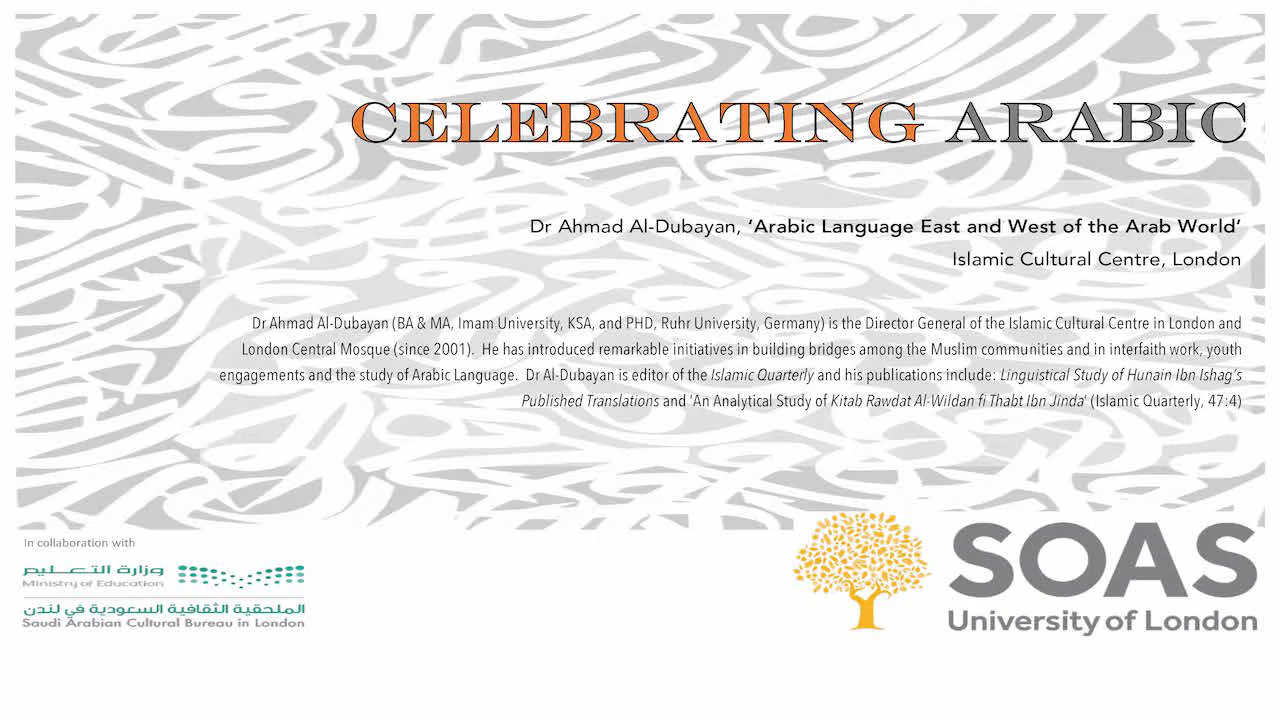 CELEBRATING ARABIC
Dr Ahmad Al-Dubayan, ‘Arabic Language East and West of the Arab World’
Islamic Cultural Centre, London
Dr Ahmad Al-Dubayan (BA & MA, Imam University, KSA, and PHD, Ruhr University, Germany) is the Director General of the Islamic Cultural Centre in London and
London Central Mosque (since 2001).  He has introduced remarkable initiatives in building bridges among the Muslim communities and in interfaith work, youth
engagements and the study of Arabic Language.  Dr Al-Dubayan is editor of the Islamic Quarterly and his publications include: Linguistical Study of Hunain Ibn Ishag’s
Published Translations and ‘An Analytical Study of Kitab Rawdat Al-Wildan fi Thabt Ibn Jinda’ (Islamic Quarterly, 47:4)
In collaboration with
وزارة التعليم
Ministry of Education
الملحقية الثقافية السعودية في لندن
Saudi Arabian Cultural Bureau in London
SOAS
University of London